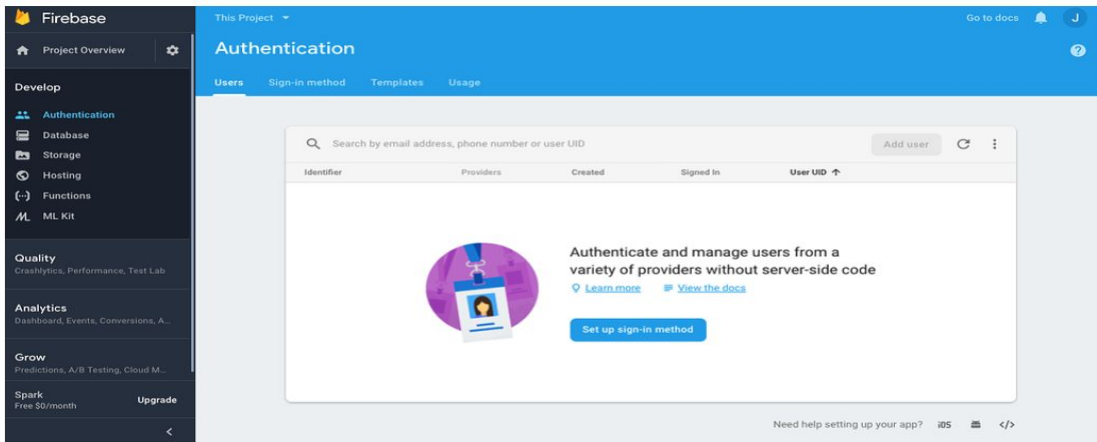 Firebase
Project Overview
Develop
Authentication
Database
Storage
Hosting
Functions
ML Kit
Quality
Crashlytics, Performance, Test Lab
Analytics
Dashboard, Events, Conversions, A...
Grow
Predictions, A/B Testing, Cloud M...
Spark
Free $0/month
Upgrade
This Project
Go to docs
J
Authentication
Users Sign-in method Templates Usage
Search by email address, phone number or user UID
Add user
Identifier Providers Created Signed In User UID
Authenticate and manage users from a
variety of providers without server-side code
Learn more View the docs
Set up sign-in method
Need help setting up your app? iOS </>